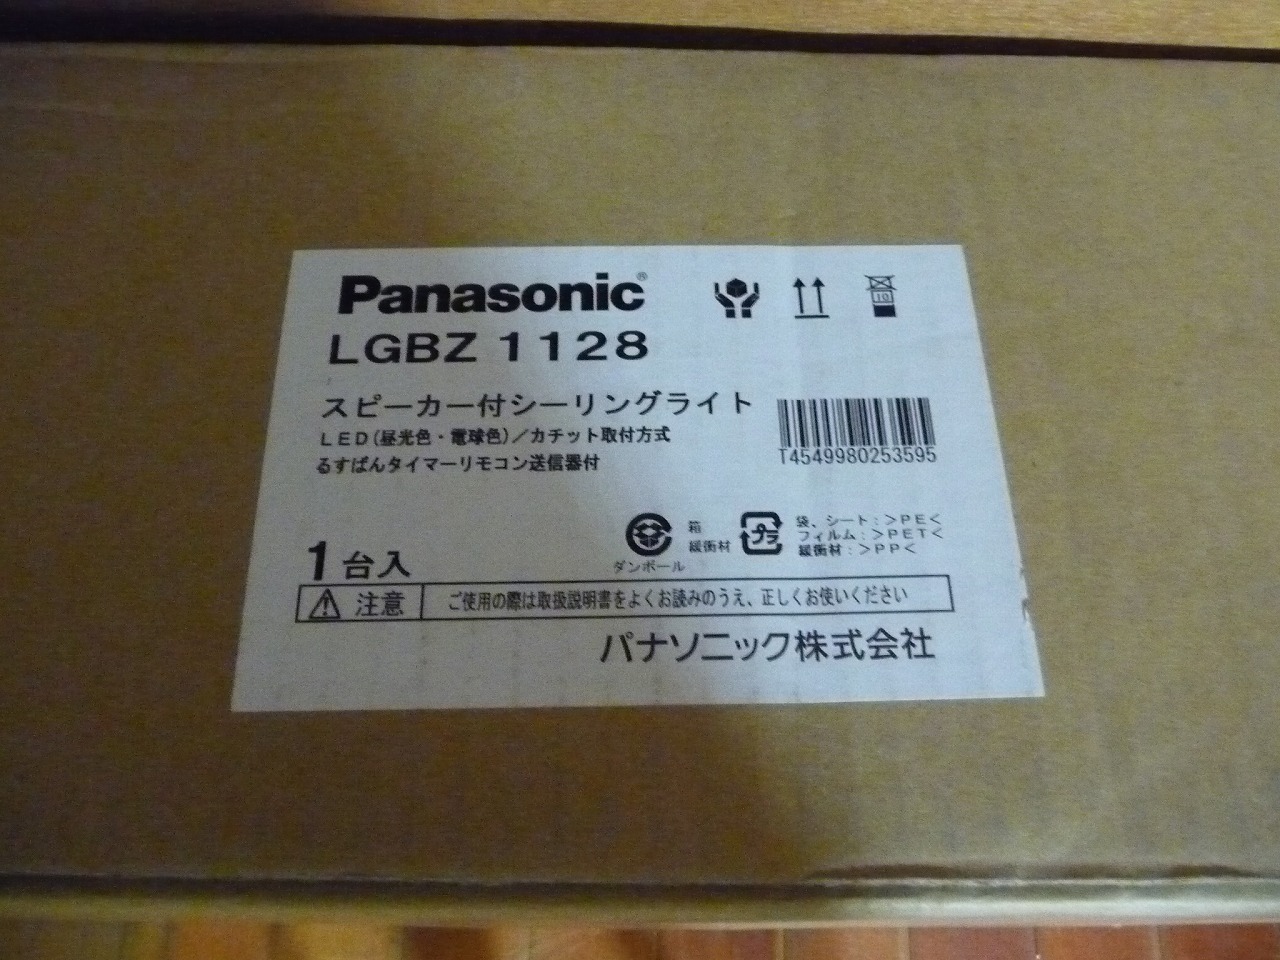 Panasonic®
LGBZ 1128
スピーカー付シーリングライト
LED(昼光色・電球色)/カチット取付方式
るすばんタイマーリモコン送信器付
10
T4549980253595
1台入
ダンボール
箱
緩衝材
プラ
袋、シート:>PE<
フィルム:>PET<
緩衝材:>PP<
注意 ご使用の際は取扱説明書をよくお読みのうえ、正しくお使いください
パナソニック株式会社